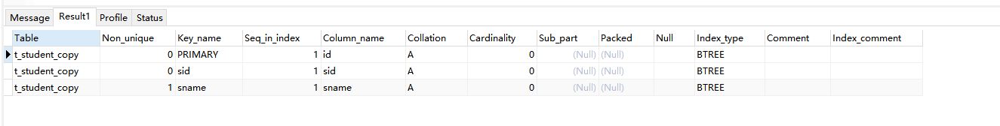 Message Result1 Profile Status
Table Non_unique Key_name Seq_in_index Column_name Collation Cardinality Sub_part Packed Null Index_type Comment Index_comment
t_student_copy 0 PRIMARY 1 id A 0 (Null) (Null) BTREE
t_student_copy 0 sid 1 sid A 0 (Null) (Null) BTREE
t_student_copy 1 sname 1 sname A 0 (Null) (Null) BTREE